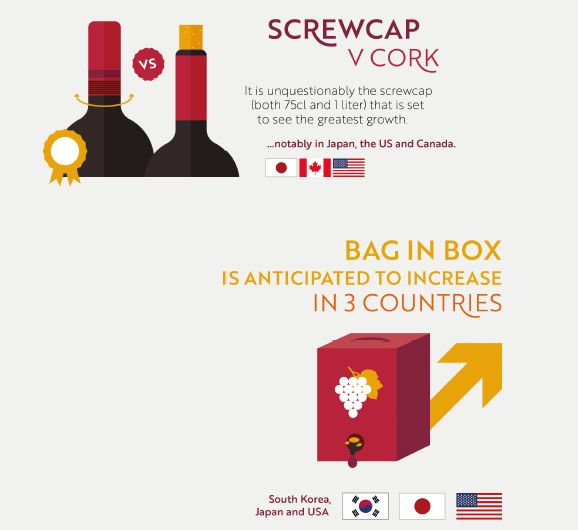 SCREWCAP
V CORK
VS
It is unquestionably the screwcap
(both 75cl and 1 liter) that is set
to see the greatest growth.
...notably in Japan, the US and Canada.
BAG IN BOX
IS ANTICIPATED TO INCREASE
IN 3 COUNTRIES
South Korea,
Japan and USA